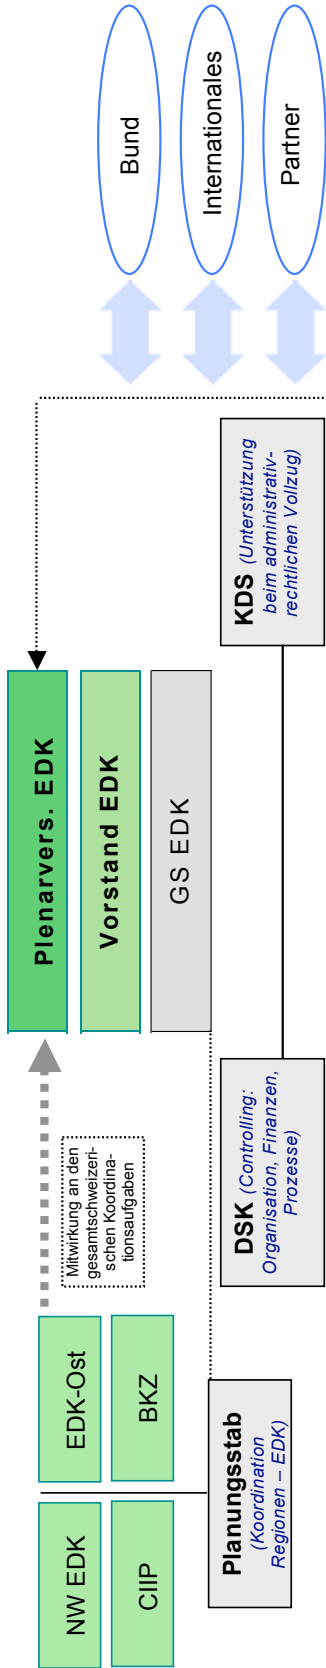 NW EDK
EDK-Ost
CIIP
BKZ
Planungsstab
(Koordination
Regionen – EDK)
Mitwirkung an den
gesamtschweizeri-
schen Koordina-
tionsaufgaben
Plenarvers. EDK
Vorstand EDK
GS EDK
DSK (Controlling:
Organisation, Finanzen,
Prozesse)
KDS (Unterstützung
beim administrativ-
rechtlichen Vollzug)
Bund
Internationales
Partner